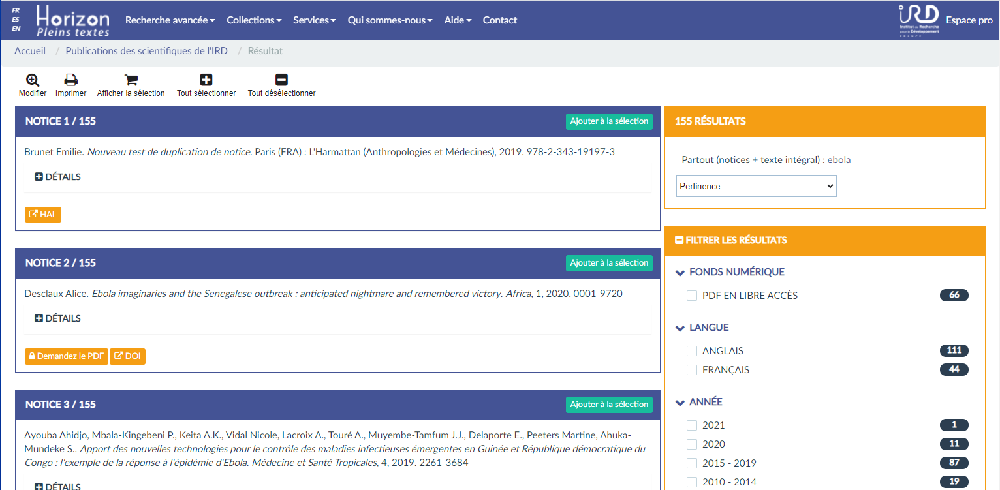 FR
ES
EN
Horizon
Pleins textes
Recherche avancée
Collections
Services
Qui sommes-nous
Aide
Contact
IRD
Institut de Recherche
pour le Développement
FRANCE
Espace pro
Accueil / Publications des scientifiques de l'IRD / Résultat
Modifier
Imprimer
Afficher la sélection
Tout sélectionner
Tout désélectionner
NOTICE 1 / 155
Ajouter à la sélection
Brunet Emilie. Nouveau test de duplication de notice. Paris (FRA) : L'Harmattan (Anthropologies et Médecines), 2019. 978-2-343-19197-3
DÉTAILS
HAL
NOTICE 2 / 155
Ajouter à la sélection
Desclaux Alice. Ebola imaginaries and the Senegalese outbreak : anticipated nightmare and remembered victory. Africa, 1, 2020. 0001-9720
DÉTAILS
Demandez le PDF
DOI
NOTICE 3 / 155
Ajouter à la sélection
Ayouba Ahidjo, Mbala-Kingebeni P., Keita A.K., Vidal Nicole, Lacroix A., Touré A., Muyembe-Tamfum J.J., Delaporte E., Peeters Martine, Ahuka-
Mundeke S.. Apport des nouvelles technologies pour le contrôle des maladies infectieuses émergentes en Guinée et République démocratique du
Congo : l'exemple de la réponse à l'épidémie d'Ebola. Médecine et Santé Tropicales, 4, 2019. 2261-3684
DÉTAILS
155 RÉSULTATS
Partout (notices + texte intégral) : ebola
Pertinence
FILTRER LES RÉSULTATS
FONDS NUMÉRIQUE
PDF EN LIBRE ACCÈS 66
LANGUE
ANGLAIS 111
FRANÇAIS 44
ANNÉE
2021 1
2020 11
2015 - 2019 87
2010 - 2014 19